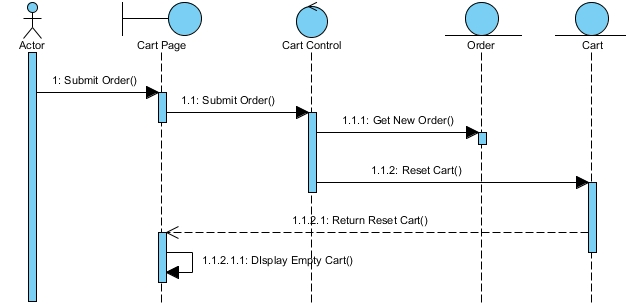 Actor
Cart Page
Cart Control
Order
Cart
1: Submit Order()
1.1: Submit Order()
1.1.1: Get New Order()
1.1.2: Reset Cart()
1.1.2.1: Return Reset Cart()
1.1.2.1.1: DIsplay Empty Cart()